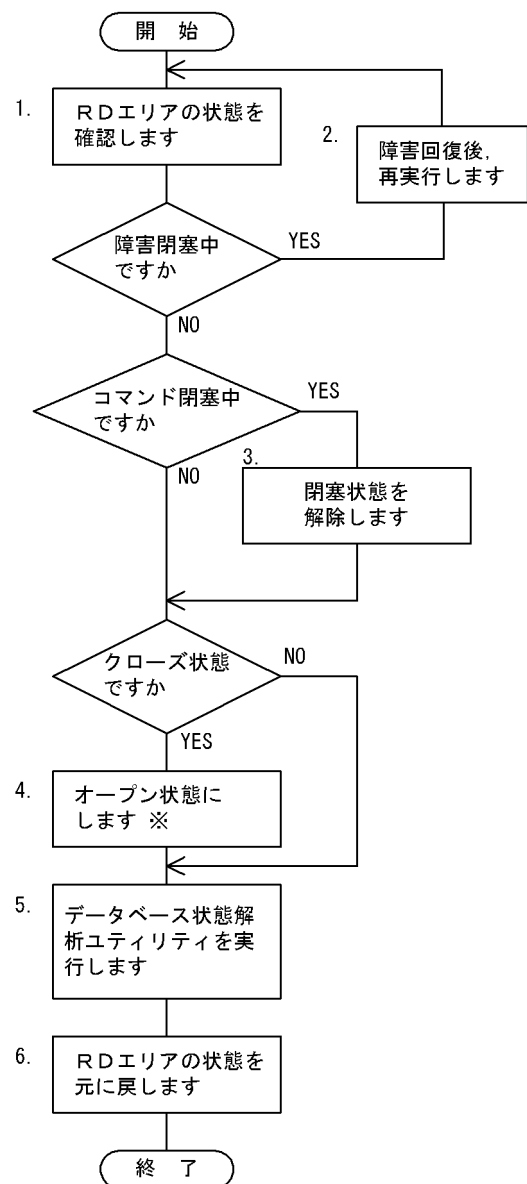 開　始
1.
ＲＤエリアの状態を
確認します
2.
障害回復後，
再実行します
障害閉塞中
ですか
YES
NO
コマンド閉塞中
ですか
YES
NO
3.
閉塞状態を
解除します
クローズ状態
ですか
NO
YES
4.
オープン状態に
します ※
5.
データベース状態解
析ユティリティを実
行します
6.
ＲＤエリアの状態を
元に戻します
終　了